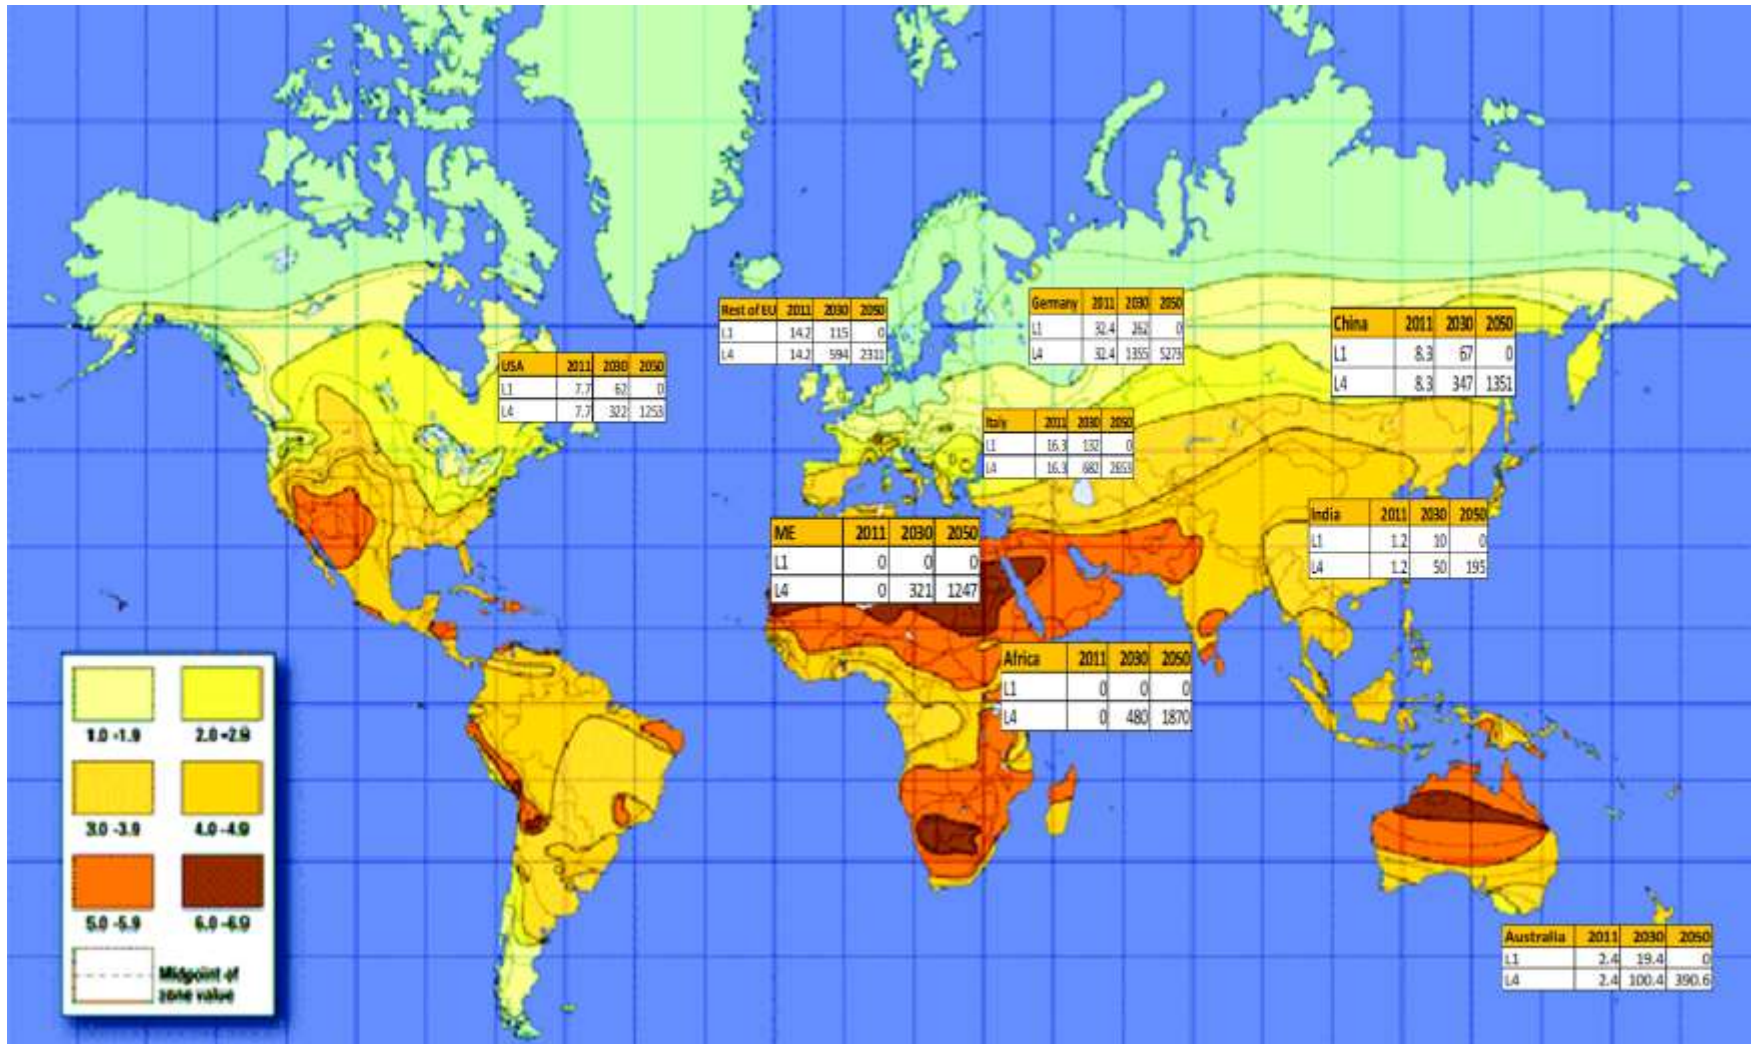 Rest of EU 2011 2030 2050
L1 14.2 115 0
L4 14.2 594 2311
Germany 2011 2030 2050
L1 32.4 262 0
L4 32.4 1355 5273
China 2011 2030 2050
L1 8.3 67 0
L4 8.3 347 1351
USA 2011 2030 2050
L1 7.7 62 0
L4 7.7 322 1253
Italy 2011 2030 2050
L1 16.3 132 0
L4 16.3 682 2653
India 2011 2030 2050
L1 1.2 10 0
L4 1.2 50 195
ME 2011 2030 2050
L1 0 0 0
L4 0 321 1247
Africa 2011 2030 2050
L1 0 0 0
L4 0 480 1870
1.0 -1.9 2.0 -2.9
3.0 -3.9 4.0 -4.9
5.0 -5.9 6.0 -6.9
Midpoint of
zone value
Australia 2011 2030 2050
L1 2.4 19.4 0
L4 2.4 100.4 390.6